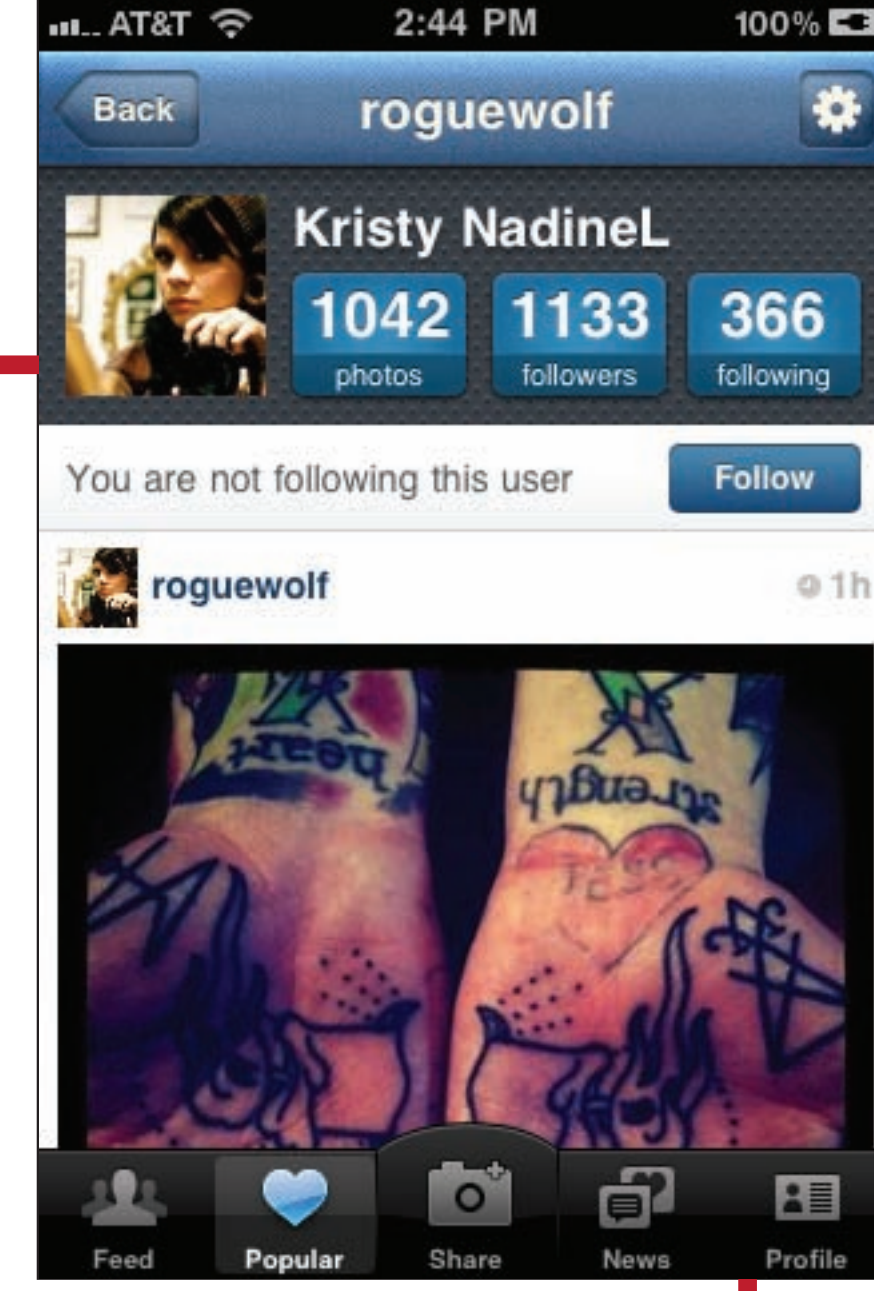 AT&T 2:44 PM 100%
Back roguewolf
Kristy NadineL
1042 1133 366
photos followers following
You are not following this user Follow
roguewolf 1h
heart strength
TESS
Feed Popular Share News Profile